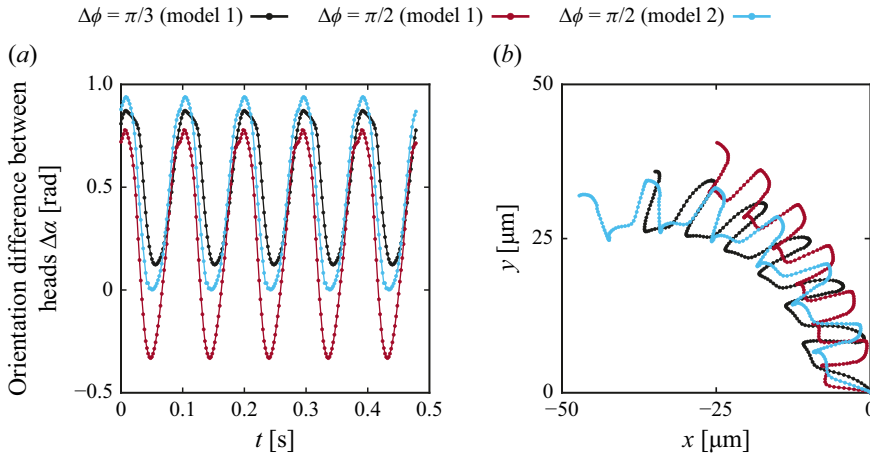 Δϕ = π/3 (model 1) Δϕ = π/2 (model 1) Δϕ = π/2 (model 2)
(a) (b)
Orientation difference between
heads Δα [rad]
1.0
0.5
0
−0.5
0 0.1 0.2 0.3 0.4 0.5
t [s]
y [μm]
50
25
0
−50 −25 0
x [μm]